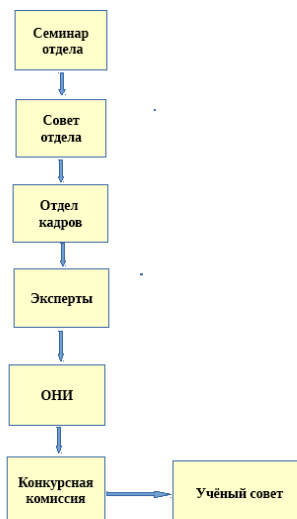 Семинар
отдела
Совет
отдела
Отдел
кадров
Эксперты
ОНИ
Конкурсная
комиссия
Учёный совет